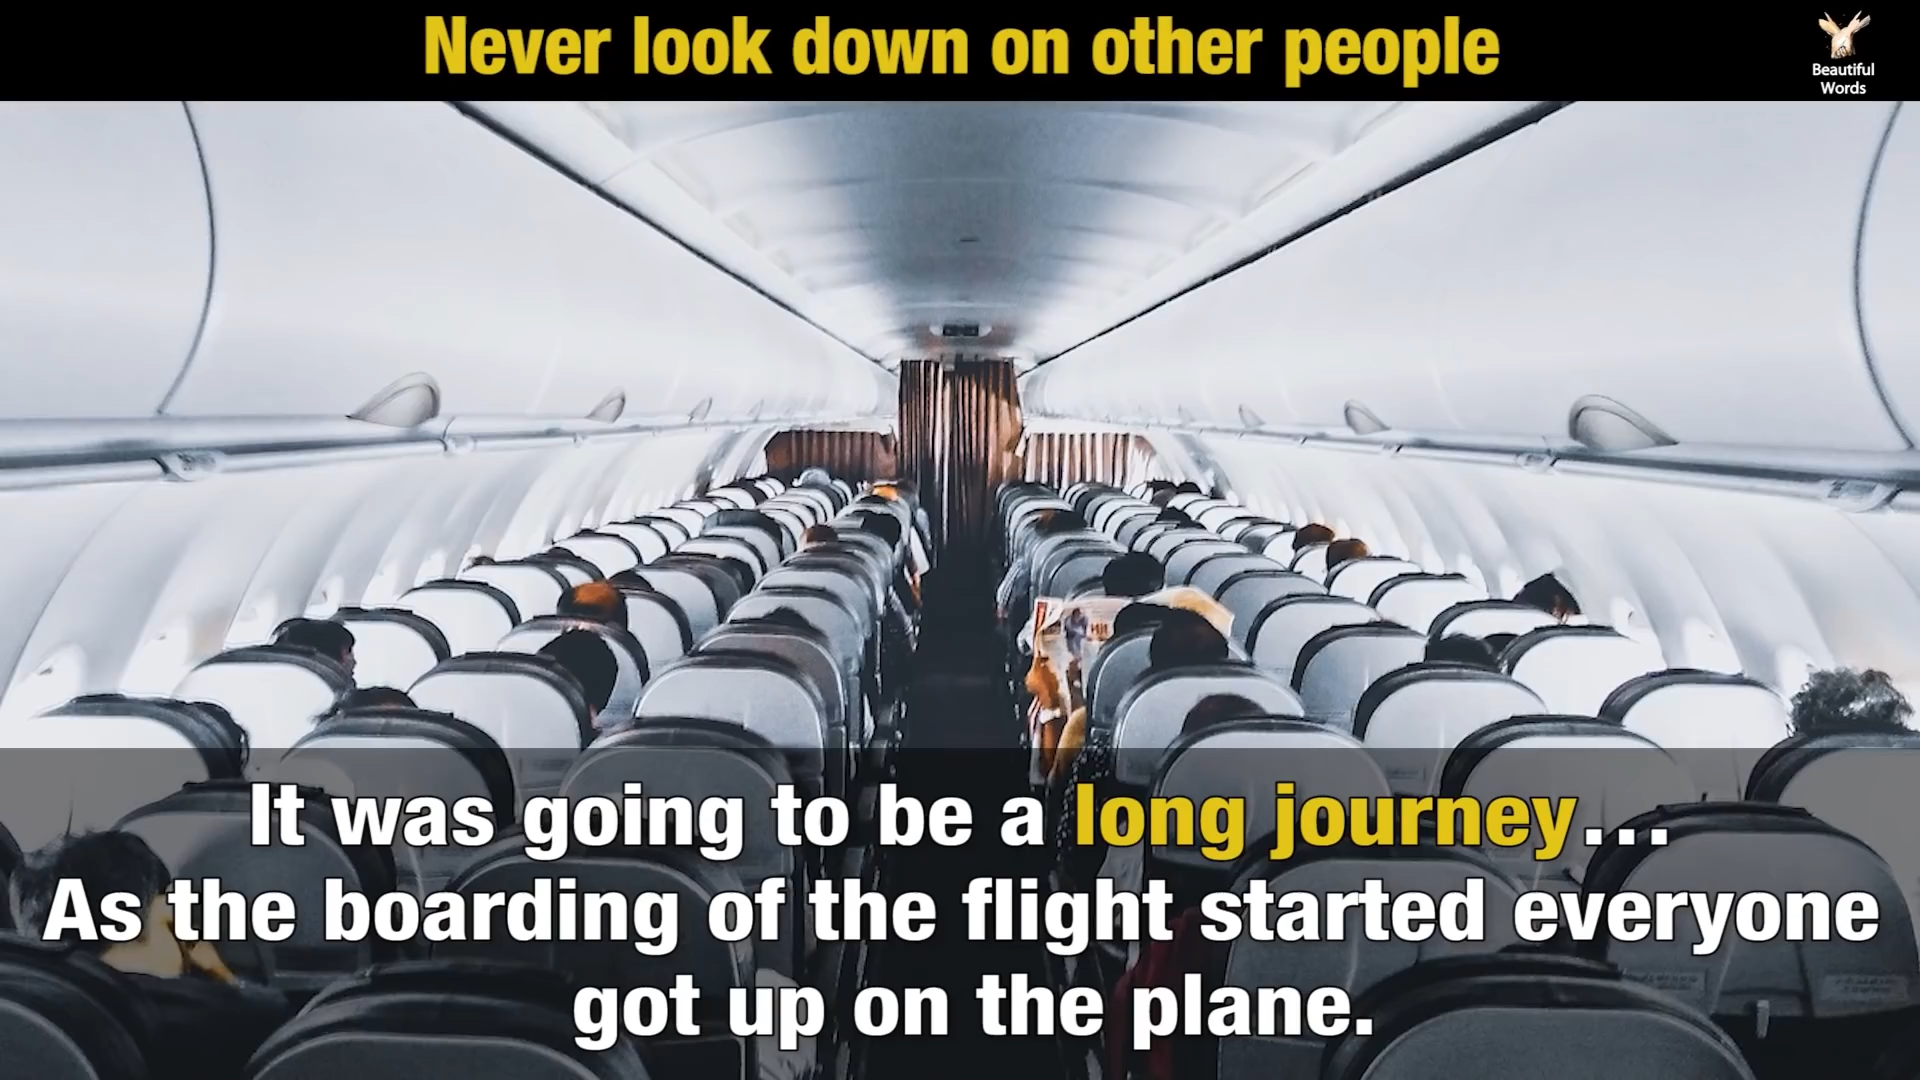 Never look down on other people
Beautiful
Words
It was going to be a long journey...
As the boarding of the flight started everyone
got up on the plane.